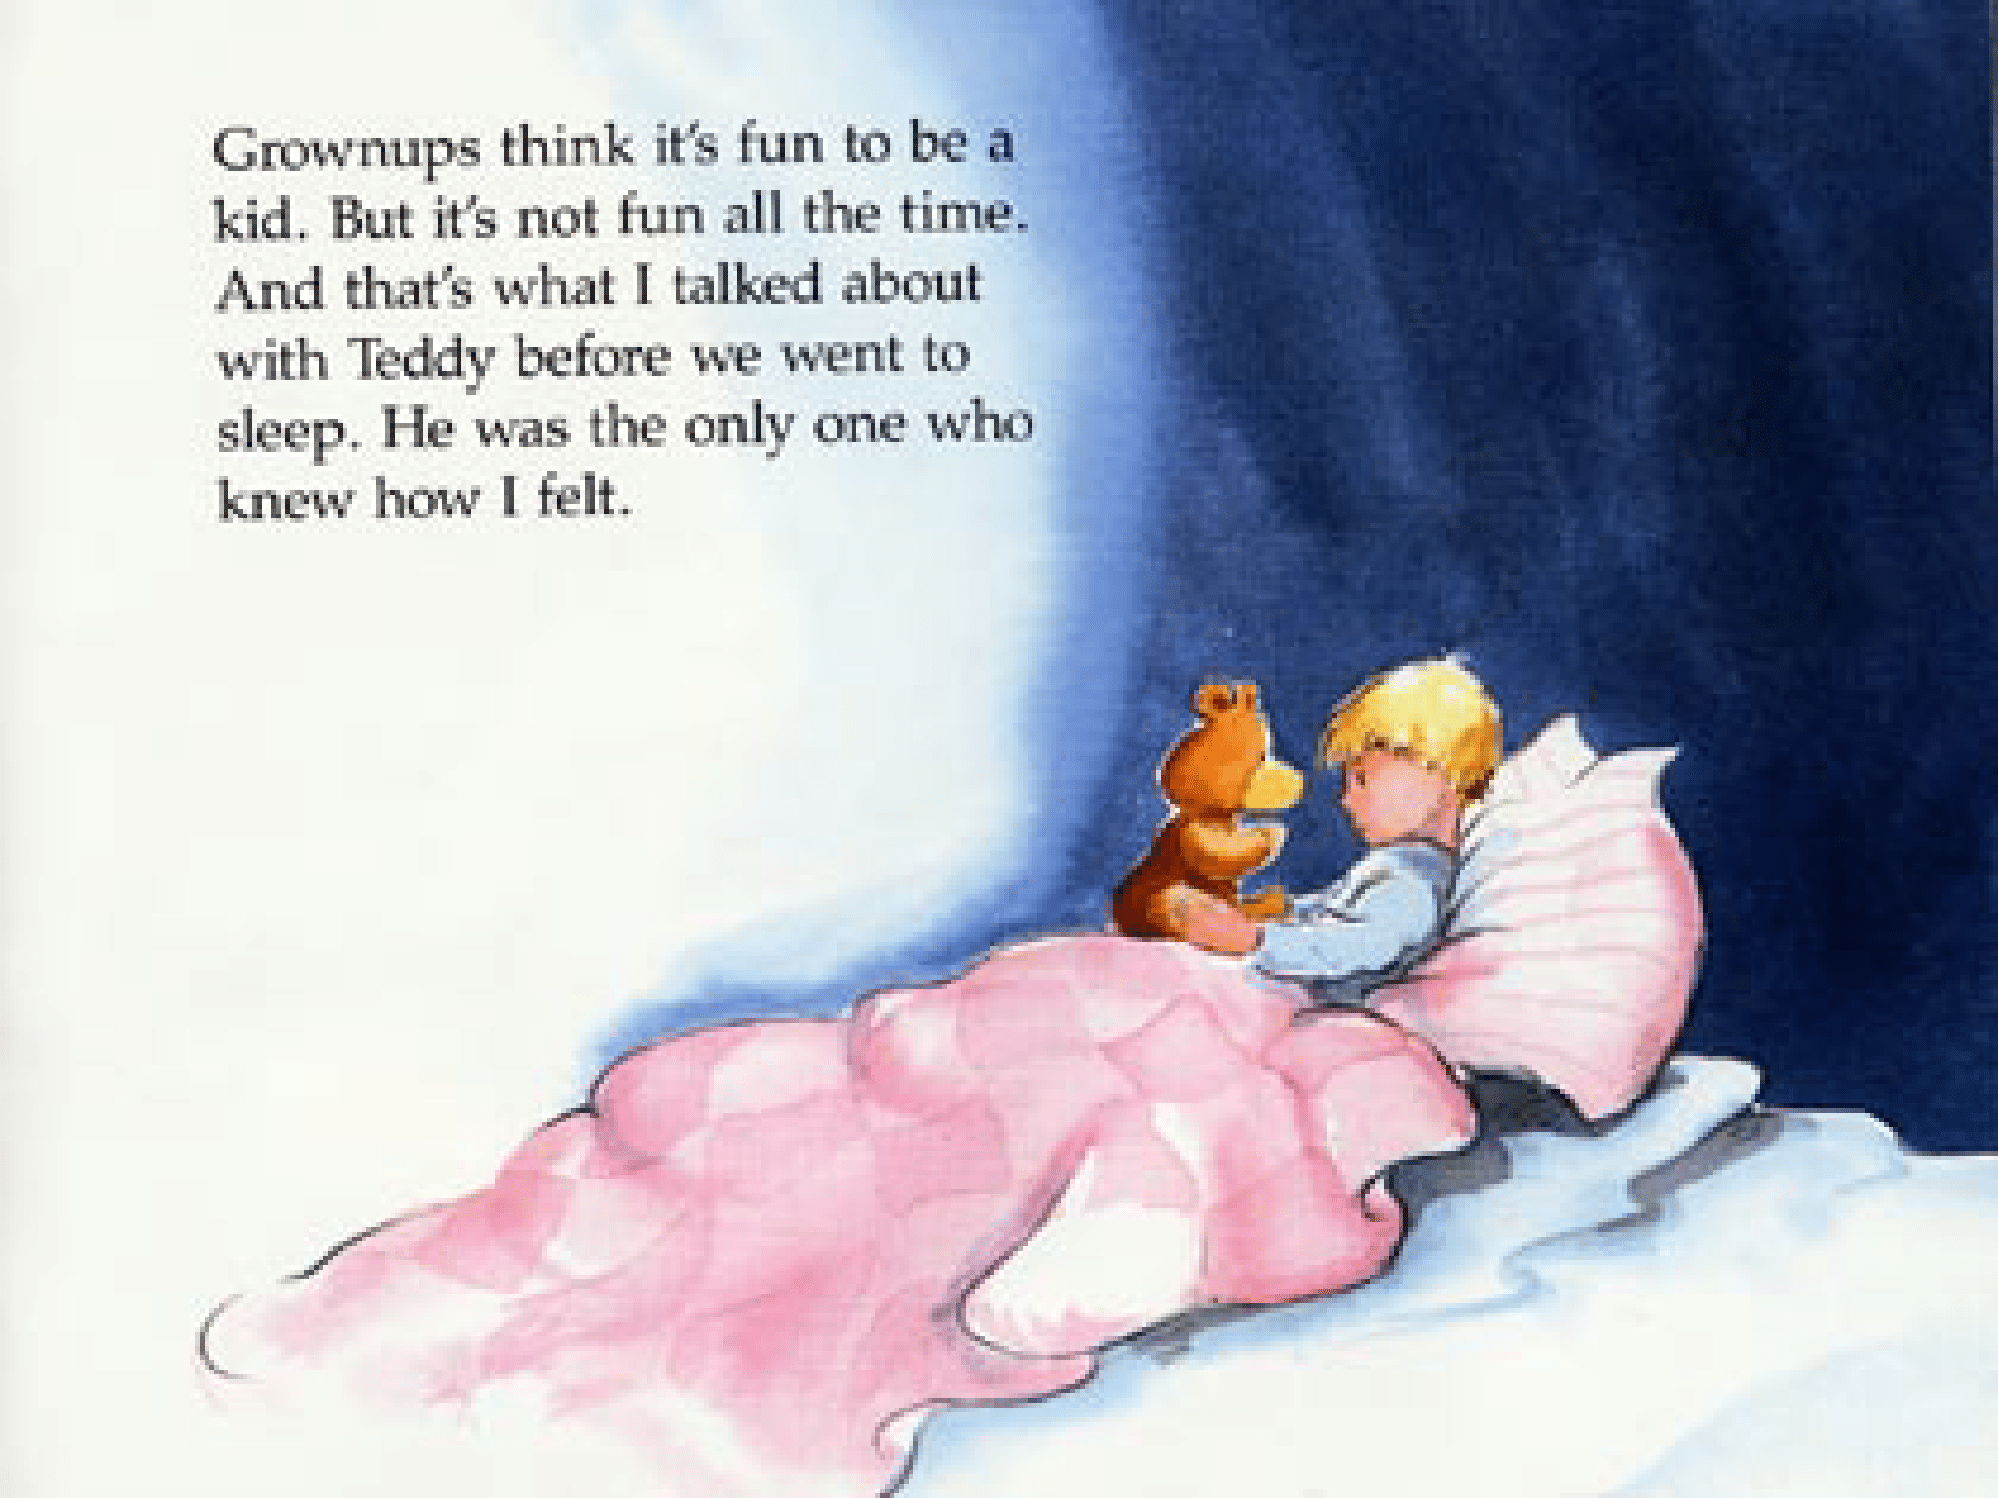 Grownups think it's fun to be a
kid. But it's not fun all the time.
And that's what I talked about
with Teddy before we went to
sleep. He was the only one who
knew how I felt.